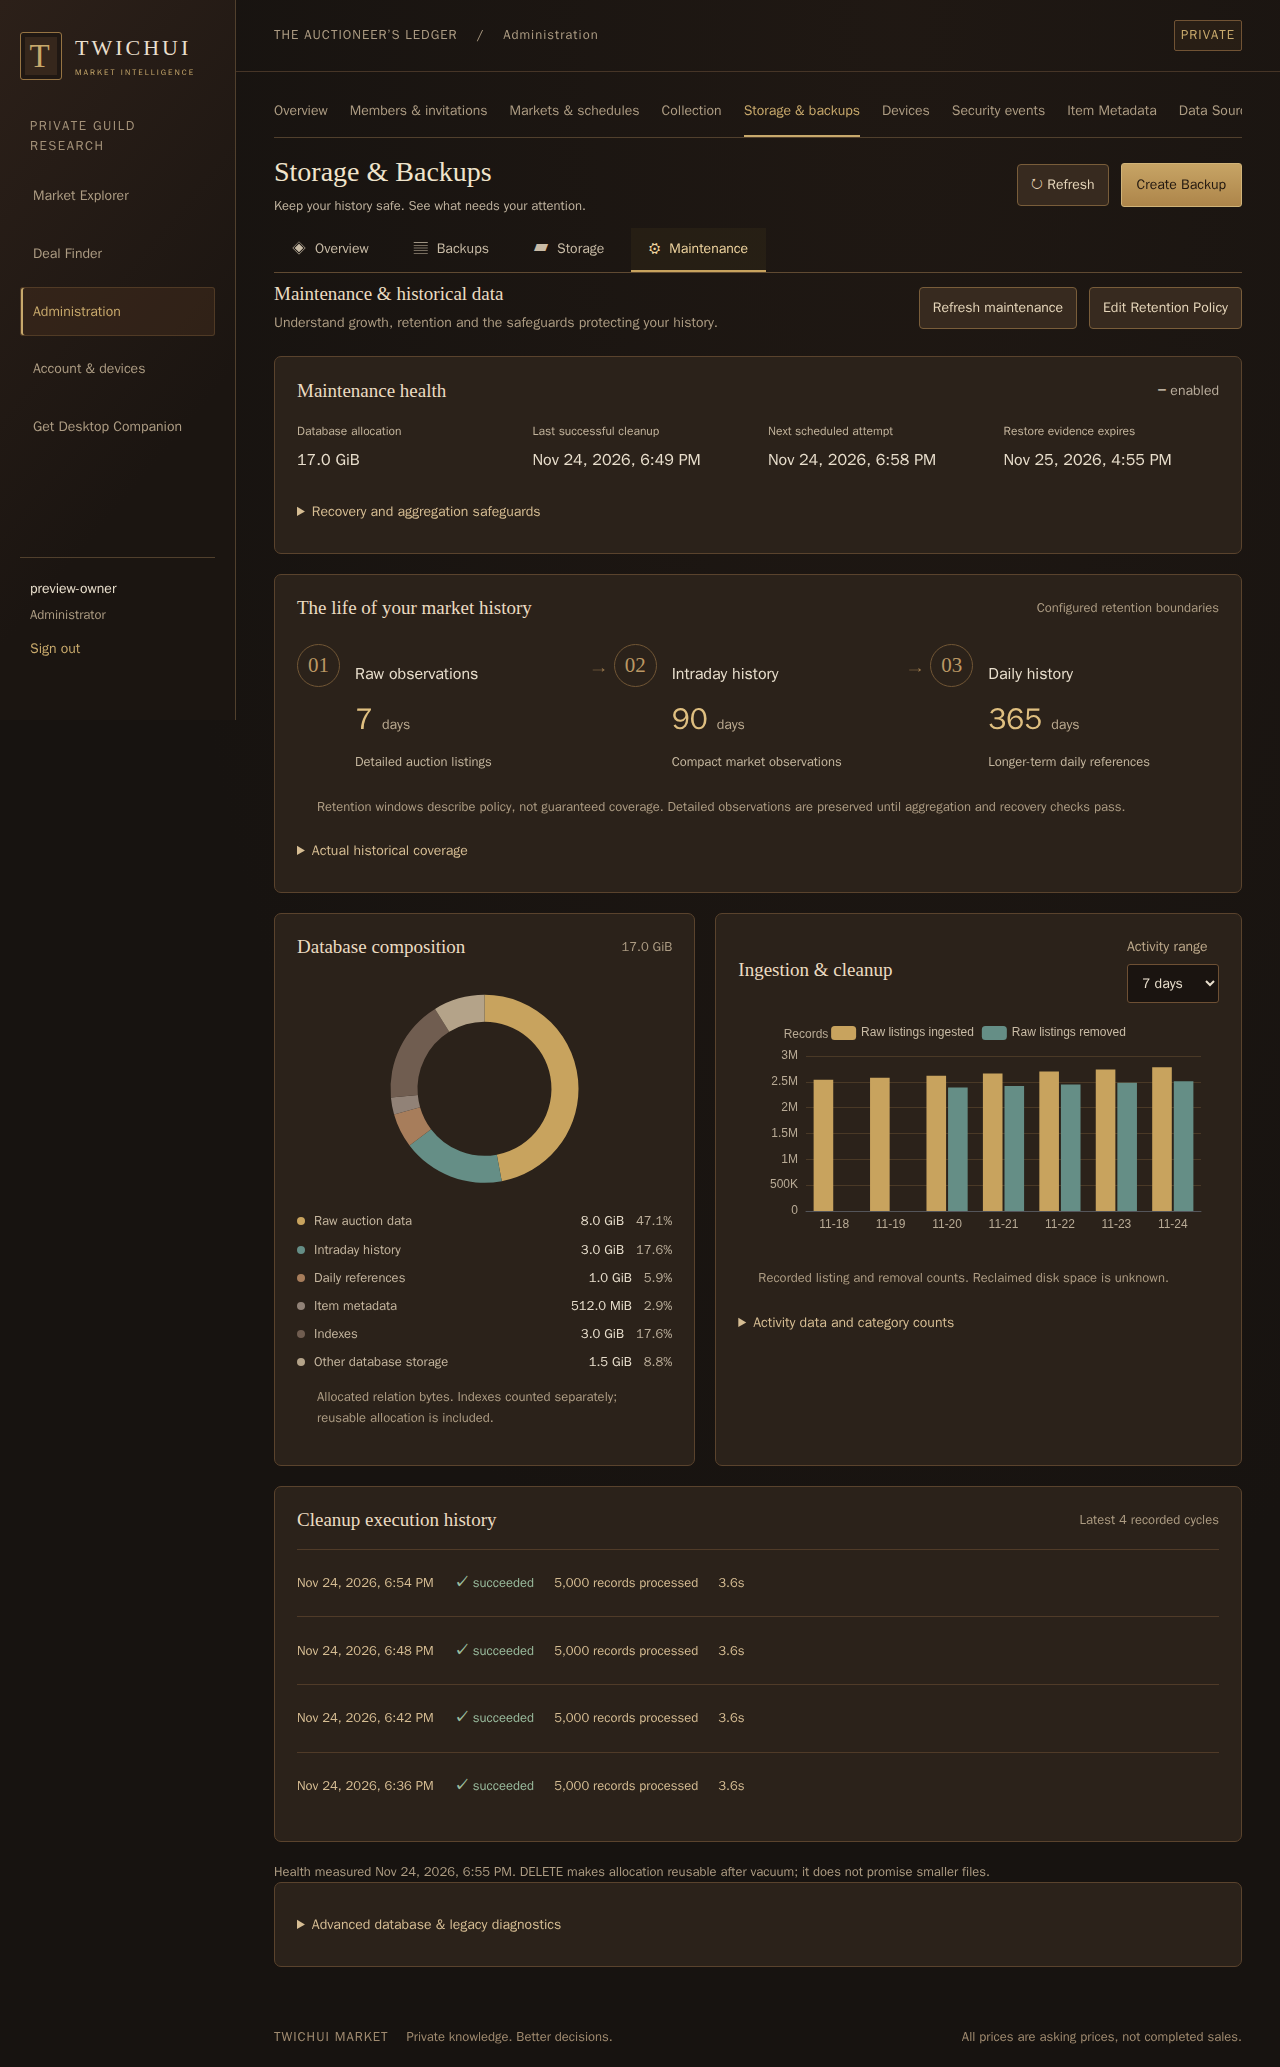 T
TWICHUI
MARKET INTELLIGENCE
PRIVATE GUILD
RESEARCH
Market Explorer
Deal Finder
Administration
Account & devices
Get Desktop Companion
preview-owner
Administrator
Sign out
THE AUCTIONEER'S LEDGER / Administration
PRIVATE
Overview Members & invitations Markets & schedules Collection Storage & backups Devices Security events Item Metadata Data Sour
Storage & Backups
Keep your history safe. See what needs your attention.
↻ Refresh
Create Backup
◈ Overview ▤ Backups ▰ Storage ⚙ Maintenance
Maintenance & historical data
Understand growth, retention and the safeguards protecting your history.
Refresh maintenance
Edit Retention Policy
Maintenance health
– enabled
Database allocation Last successful cleanup Next scheduled attempt Restore evidence expires
17.0 GiB Nov 24, 2026, 6:49 PM Nov 24, 2026, 6:58 PM Nov 25, 2026, 4:55 PM
▶ Recovery and aggregation safeguards
The life of your market history
Configured retention boundaries
01 Raw observations → 02 Intraday history → 03 Daily history
7 days 90 days 365 days
Detailed auction listings Compact market observations Longer-term daily references
Retention windows describe policy, not guaranteed coverage. Detailed observations are preserved until aggregation and recovery checks pass.
▶ Actual historical coverage
Database composition
17.0 GiB
Raw auction data 8.0 GiB 47.1%
Intraday history 3.0 GiB 17.6%
Daily references 1.0 GiB 5.9%
Item metadata 512.0 MiB 2.9%
Indexes 3.0 GiB 17.6%
Other database storage 1.5 GiB 8.8%
Allocated relation bytes. Indexes counted separately;
reusable allocation is included.
Activity range
Ingestion & cleanup
7 days
Records Raw listings ingested Raw listings removed
3M
2.5M
2M
1.5M
1M
500K
0
11-18 11-19 11-20 11-21 11-22 11-23 11-24
Recorded listing and removal counts. Reclaimed disk space is unknown.
▶ Activity data and category counts
Cleanup execution history
Latest 4 recorded cycles
Nov 24, 2026, 6:54 PM ✓ succeeded 5,000 records processed 3.6s
Nov 24, 2026, 6:48 PM ✓ succeeded 5,000 records processed 3.6s
Nov 24, 2026, 6:42 PM ✓ succeeded 5,000 records processed 3.6s
Nov 24, 2026, 6:36 PM ✓ succeeded 5,000 records processed 3.6s
Health measured Nov 24, 2026, 6:55 PM. DELETE makes allocation reusable after vacuum; it does not promise smaller files.
▶ Advanced database & legacy diagnostics
TWICHUI MARKET Private knowledge. Better decisions.
All prices are asking prices, not completed sales.